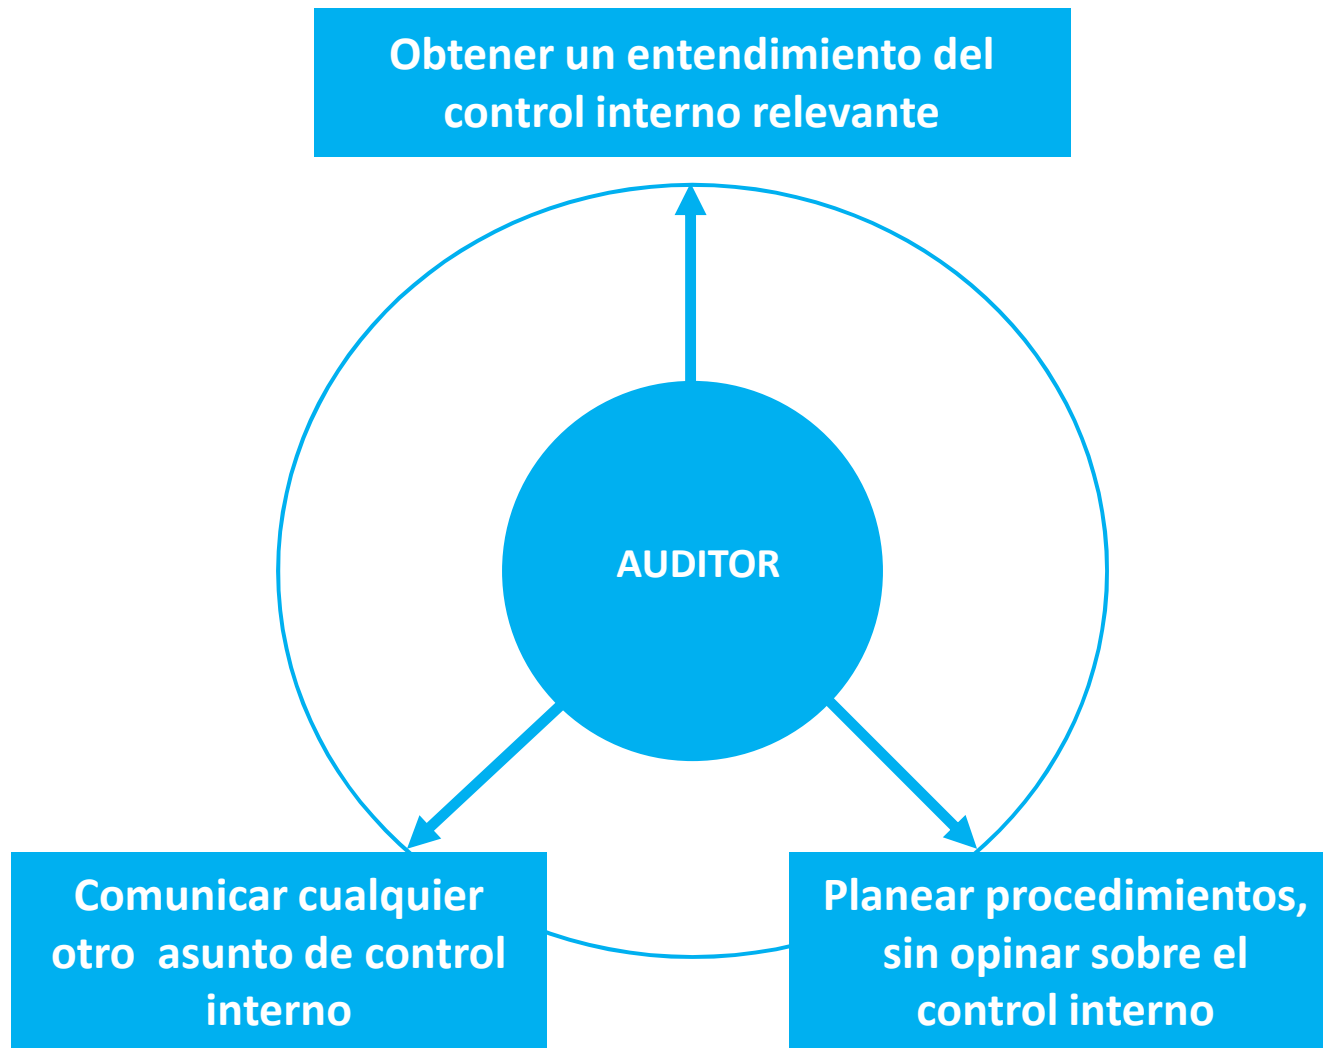 Obtener un entendimiento del
control interno relevante
AUDITOR
Comunicar cualquier
otro  asunto de control
interno
Planear procedimientos,
sin opinar sobre el
control interno